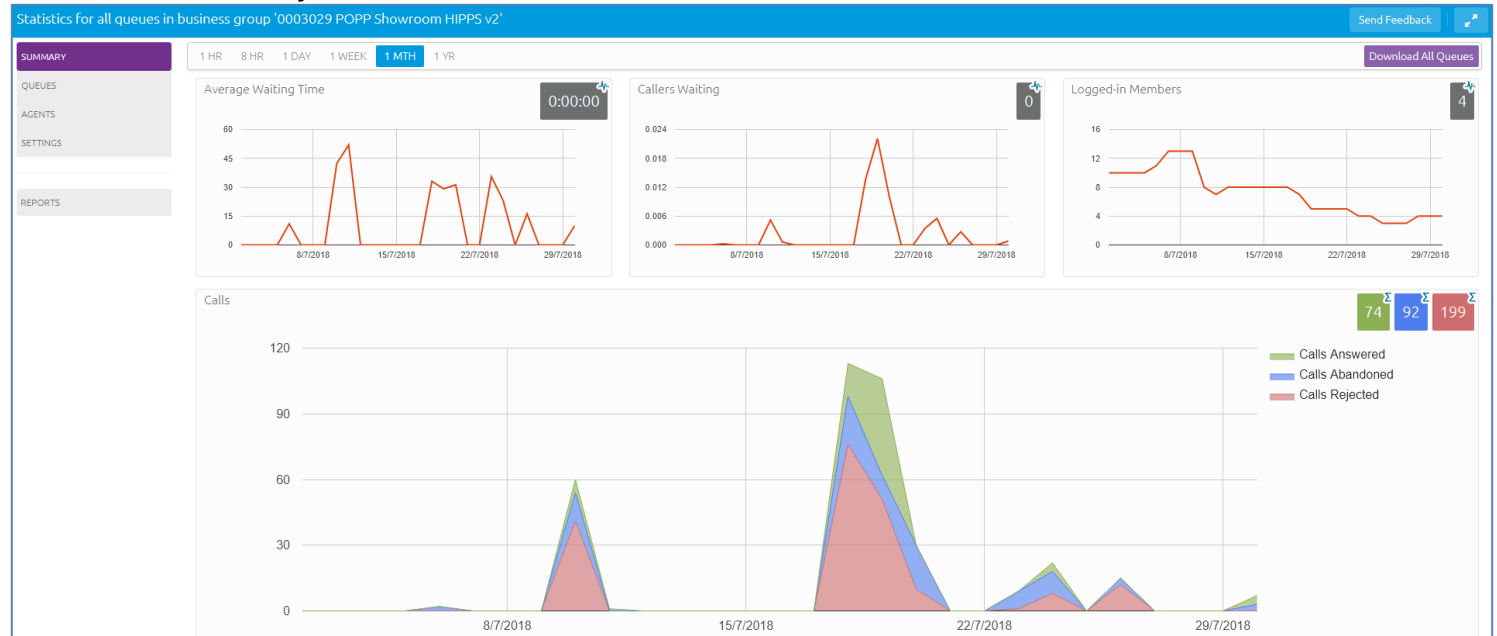 Statistics for all queues in business group '0003029 POPP Showroom HIPPS v2'
Send Feedback
SUMMARY
QUEUES
AGENTS
SETTINGS
REPORTS
1 HR 8 HR 1 DAY 1 WEEK 1 MTH 1 YR
Download All Queues
Average Waiting Time
0:00:00
60
45
30
15
0
8/7/2018 15/7/2018 22/7/2018 29/7/2018
Callers Waiting
0
0.024
0.018
0.012
0.006
0.000
8/7/2018 15/7/2018 22/7/2018 29/7/2018
Logged-in Members
4
16
12
8
4
0
8/7/2018 15/7/2018 22/7/2018 29/7/2018
Calls
74 Σ 92 Σ 199 Σ
120
90
60
30
0
8/7/2018 15/7/2018 22/7/2018 29/7/2018
Calls Answered
Calls Abandoned
Calls Rejected